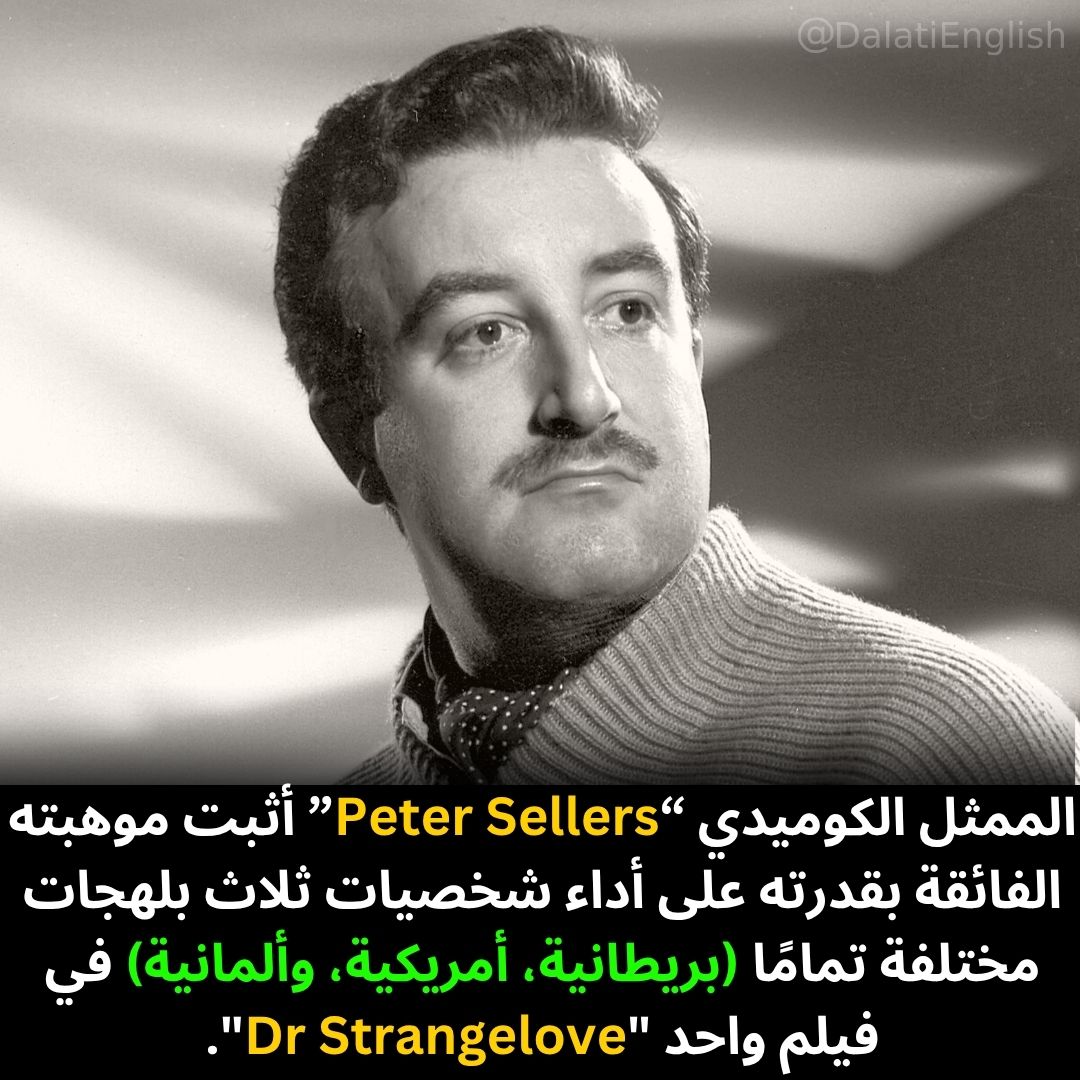 @DalatiEnglish
الممثل الكوميدي “Peter Sellers” أثبت موهبته
الفائقة بقدرته على أداء شخصيات ثلاث بلهجات
مختلفة تمامًا (بريطانية، أمريكية، وألمانية) في
فيلم واحد "Dr Strangelove".